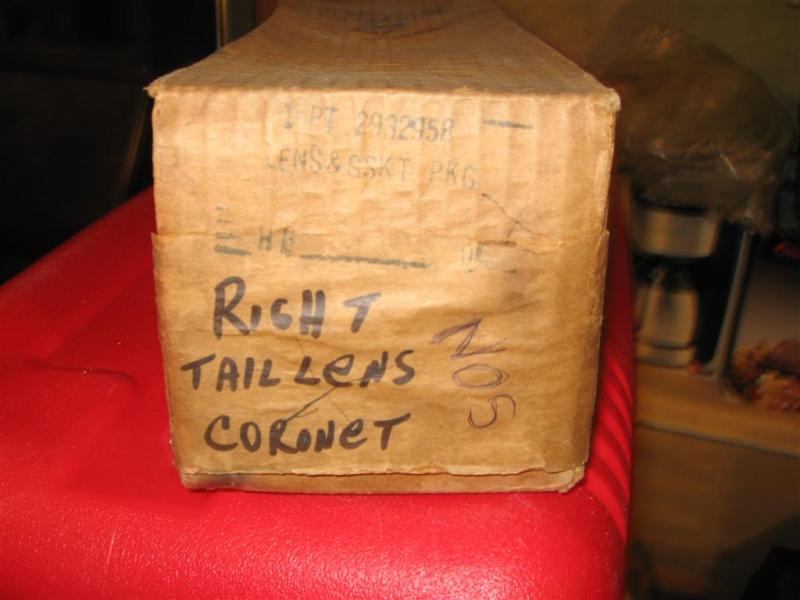 1 PT 2932958
LENS & GSKT PKG
RIGHT
TAIL LENS
CORONET
NOS